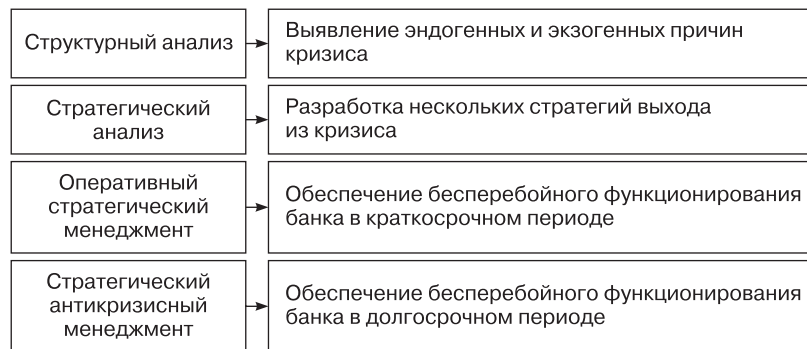 Структурный анализ
Выявление эндогенных и экзогенных причин
кризиса
Стратегический
анализ
Разработка нескольких стратегий выхода
из кризиса
Оперативный
стратегический
менеджмент
Обеспечение бесперебойного функционирования
банка в краткосрочном периоде
Стратегический
антикризисный
менеджмент
Обеспечение бесперебойного функционирования
банка в долгосрочном периоде